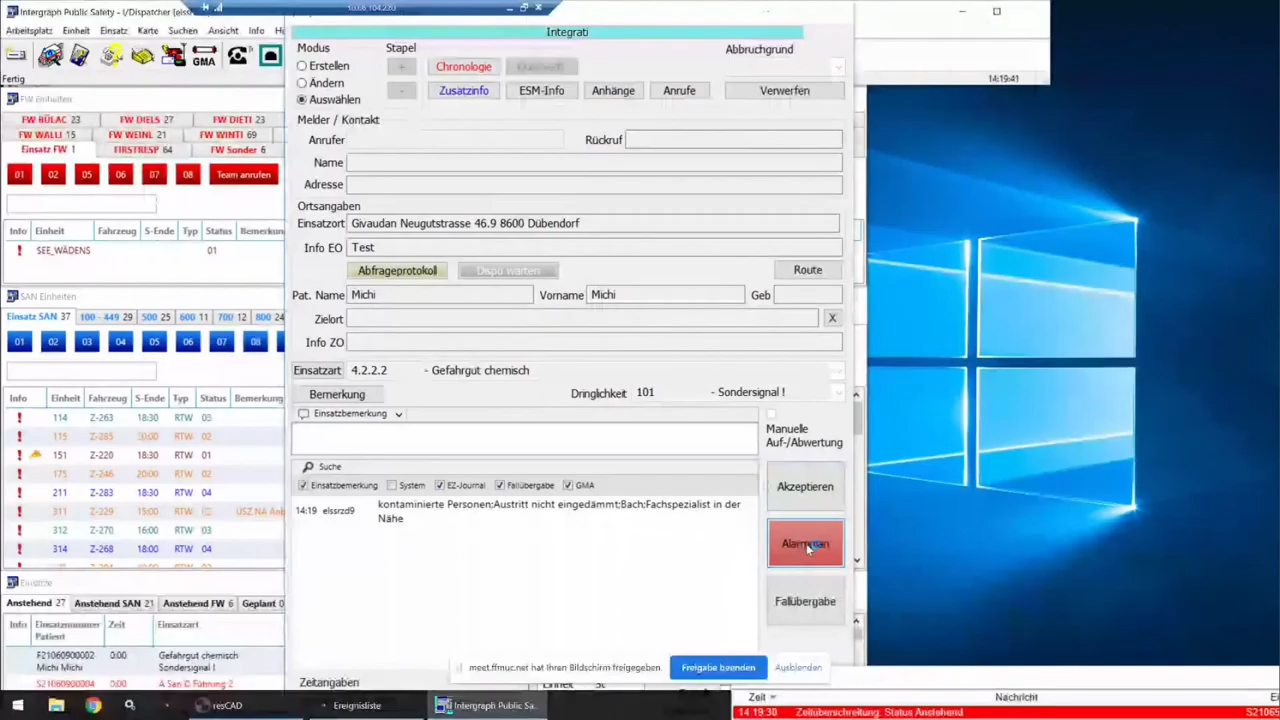 Intergraph Public Safety - I/Dispatcher [elssr
10.0.104.220
Arbeitsplatz Einheit Einsatz Karte Suchen Ansicht Info
GMA
Fertig
14:19:41
FW Einheiten
FW BÜLAC 23 FW DIELS 27 FW DIETI 23
FW WALLI 15 FW WEINL 21 FW WINTI 69
Einsatz FW 1 FIRSTRESP 64 FW Sonder 6
01 02 05 06 07 08 Team anrufen
Info Einheit Fahrzeug S-Ende Typ Status Bemerkung
! SEE_WÄDENS 01
SAN Einheiten
Einsatz SAN 37 100 - 449 29 500 25 600 11 700 12 800 24
01 02 03 04 05 06 07 08
Info Einheit Fahrzeug S-Ende Typ Status Bemerkung
! 114 Z-263 18:30 RTW 03
! 115 Z-285 RTW 02
! 151 Z-220 18:30 RTW 01
! 175 Z-246 20:00 RTW 02
! 211 Z-283 18:30 RTW 04
! 311 Z-229 15:00 RTW USZ NA
! 312 Z-270 16:00 RTW 03
! 314 Z-268 18:00 RTW 04
Einsätze
Anstehend 27 Anstehend SAN 21 Anstehend FW 6 Geplant 0
Info Einsatznummer Zeit Einsatzart
Patient
F21060900002 0:00 Gefahrgut chemisch
Michi Michi Sondersignal !
S21060900004 0:00 A San D Führung 2
Integrati
Modus Stapel Abbruchgrund
Erstellen + Chronologie
Ändern - Zusatzinfo ESM-Info Anhänge Anrufe Verwerfen
Auswählen
Melder / Kontakt
Anrufer Rückruf
Name
Adresse
Ortsangaben
Einsatzort Givaudan Neugutstrasse 46.9 8600 Dübendorf
Info EO Test
Abfrageprotokol Dispo warten Route
Pat. Name Michi Vorname Michi Geb
Zielort X
Info ZO
Einsatzart 4.2.2.2 - Gefahrgut chemisch
Bemerkung Dringlichkeit 101 - Sondersignal !
Einsatzbemerkung
Manuelle
Auf-/Abwertung
Suche
Einsatzbemerkung System EZ-Journal Fallübergabe GMA
14:19 elssrzd9 kontaminierte Personen;Austritt nicht eingedämmt;Bach;Fachspezialist in der
Nähe
Akzeptieren
Fallübergabe
meet.ffmuc.net hat Ihren Bildschirm freigegeben. Freigabe beenden Ausblenden
Zeitangaben Einheit St
resCAD Ereignisliste Intergraph Public Sa...
Zeit Nachricht
14:19:30 Zeitüberschreitung: Status Anstehend S21065